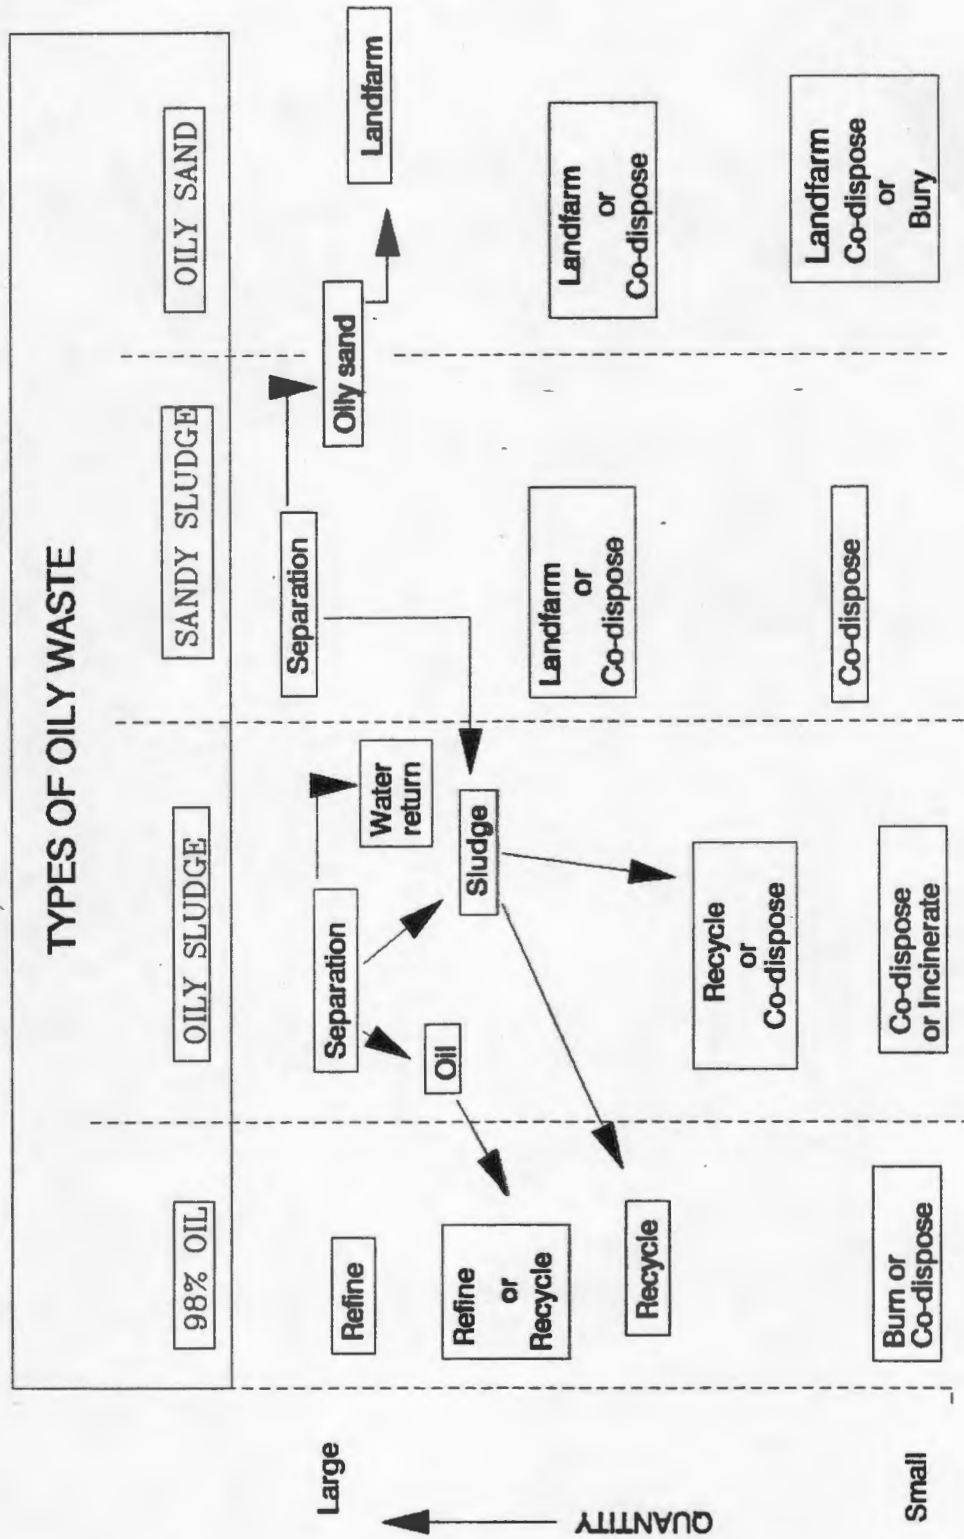 TYPES OF OILY WASTE
98% OIL
OILY SLUDGE
SANDY SLUDGE
OILY SAND
Large
QUANTITY
Small
Refine
Refine
or
Recycle
Recycle
Burn or
Co-dispose
Separation
Water
return
Oil
Sludge
Recycle
or
Co-dispose
Co-dispose
or Incinerate
Separation
Oily sand
Landfarm
or
Co-dispose
Co-dispose
Landfarm
Landfarm
or
Co-dispose
Landfarm
Co-dispose
or
Bury